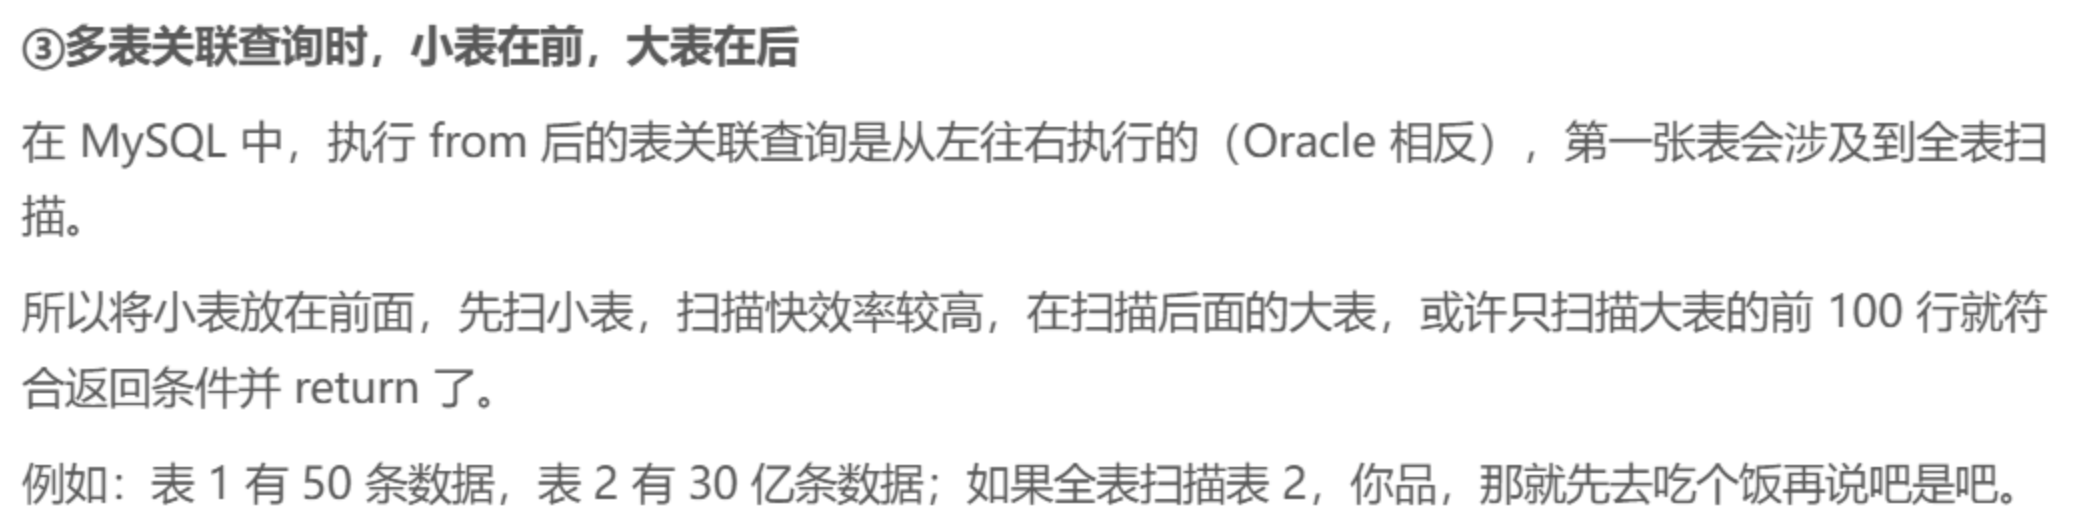 ③多表关联查询时，小表在前，大表在后
在 MySQL 中，执行 from 后的表关联查询是从左往右执行的（Oracle 相反），第一张表会涉及到全表扫
描。
所以将小表放在前面，先扫小表，扫描快效率较高，在扫描后面的大表，或许只扫描大表的前 100 行就符
合返回条件并 return 了。
例如：表 1 有 50 条数据，表 2 有 30 亿条数据；如果全表扫描表 2，你品，那就先去吃个饭再说吧是吧。